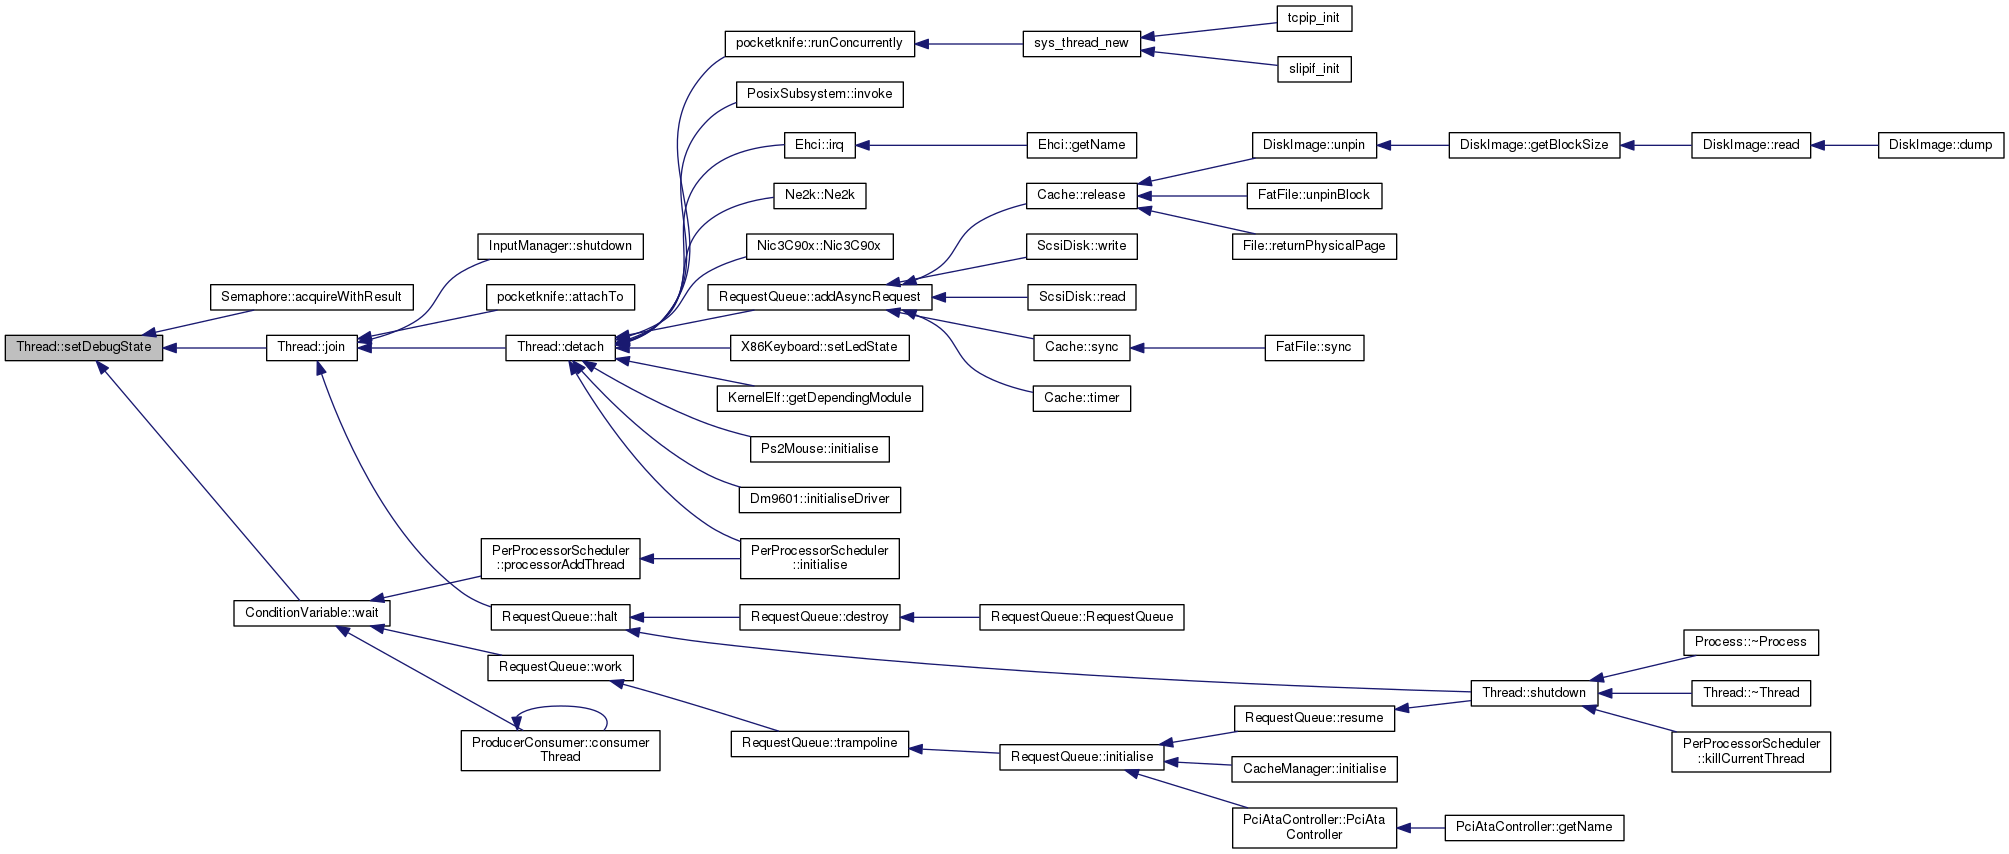 tcpip_init
pocketknife::runConcurrently
sys_thread_new
slipif_init
PosixSubsystem::invoke
Ehci::irq
Ehci::getName
DiskImage::unpin
DiskImage::getBlockSize
DiskImage::read
DiskImage::dump
Ne2k::Ne2k
Cache::release
FatFile::unpinBlock
InputManager::shutdown
Nic3C90x::Nic3C90x
ScsiDisk::write
File::returnPhysicalPage
Semaphore::acquireWithResult
pocketknife::attachTo
RequestQueue::addAsyncRequest
ScsiDisk::read
Thread::setDebugState
Thread::join
Thread::detach
X86Keyboard::setLedState
Cache::sync
FatFile::sync
KernelElf::getDependingModule
Cache::timer
Ps2Mouse::initialise
Dm9601::initialiseDriver
PerProcessorScheduler
::processorAddThread
PerProcessorScheduler
::initialise
ConditionVariable::wait
RequestQueue::halt
RequestQueue::destroy
RequestQueue::RequestQueue
Process::~Process
RequestQueue::work
Thread::shutdown
Thread::~Thread
RequestQueue::resume
ProducerConsumer::consumer
Thread
RequestQueue::trampoline
RequestQueue::initialise
PerProcessorScheduler
::killCurrentThread
CacheManager::initialise
PciAtaController::PciAta
Controller
PciAtaController::getName